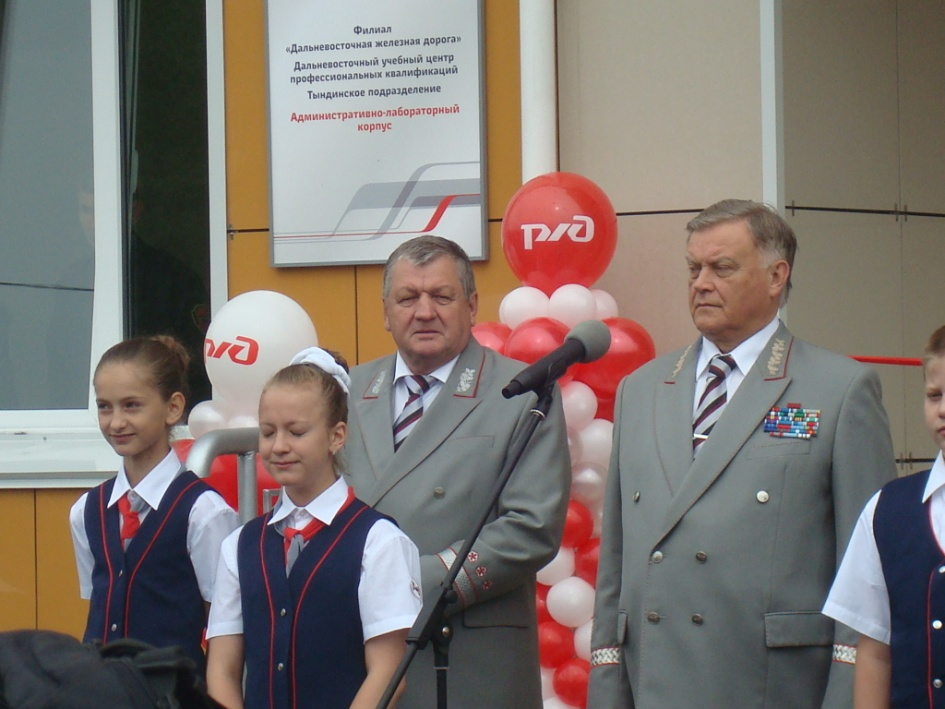 Филиал
«Дальневосточная железная дорога»
Дальневосточный учебный центр
профессиональных квалификаций
Тындинское подразделение
Административно-лабораторный
корпус
ржд
ржд